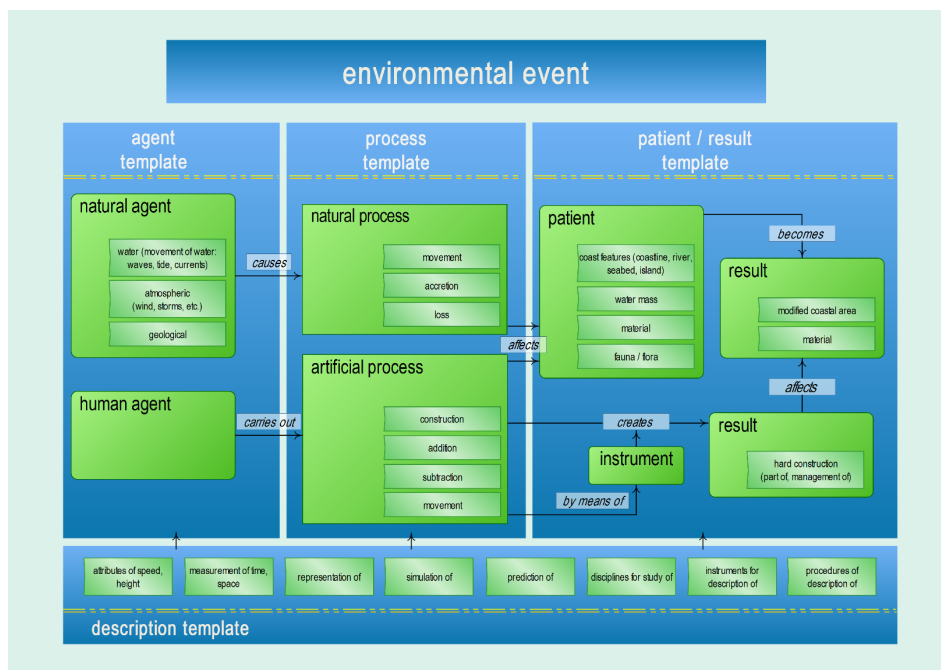 environmental event
agent
template
natural agent
water (movement of water:
waves, tide, currents)
atmospheric
(wind, storms, etc.)
geological
human agent
causes
carries out
process
template
natural process
movement
accretion
loss
artificial process
construction
addition
subtraction
movement
affects
patient / result
template
patient
coast features (coastine, river,
seabed, island)
water mass
material
fauna / flora
becomes
result
modified coastal area
material
affects
creates
instrument
by means of
result
hard construction
(part of, management of)
attributes of speed,
height
measurement of time,
space
representation of
simulation of
prediction of
disciplines for study of
instruments for
description of
procedures of
description of
description template